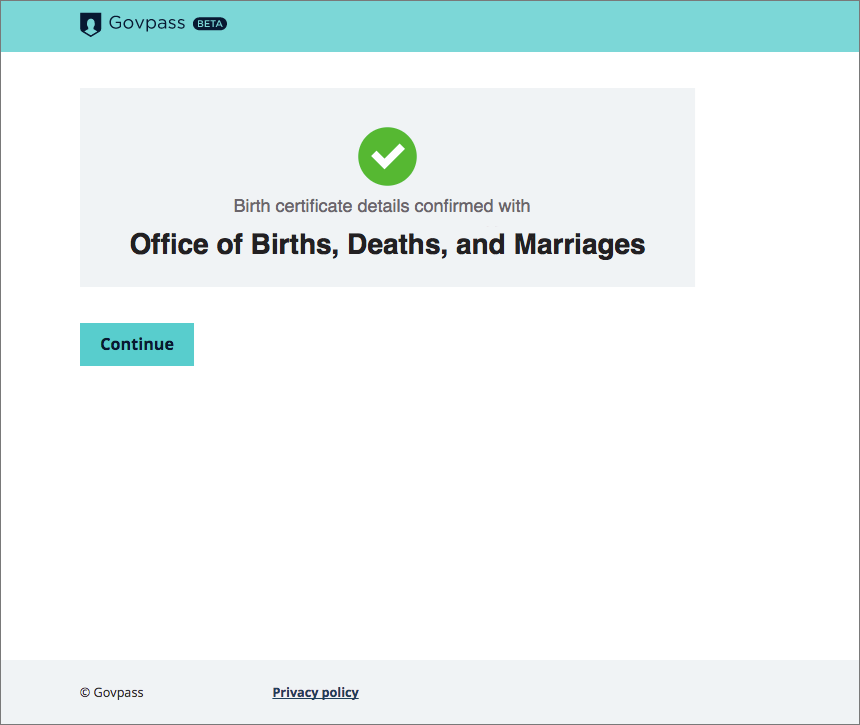 Govpass BETA
Birth certificate details confirmed with
Office of Births, Deaths, and Marriages
Continue
© Govpass Privacy policy